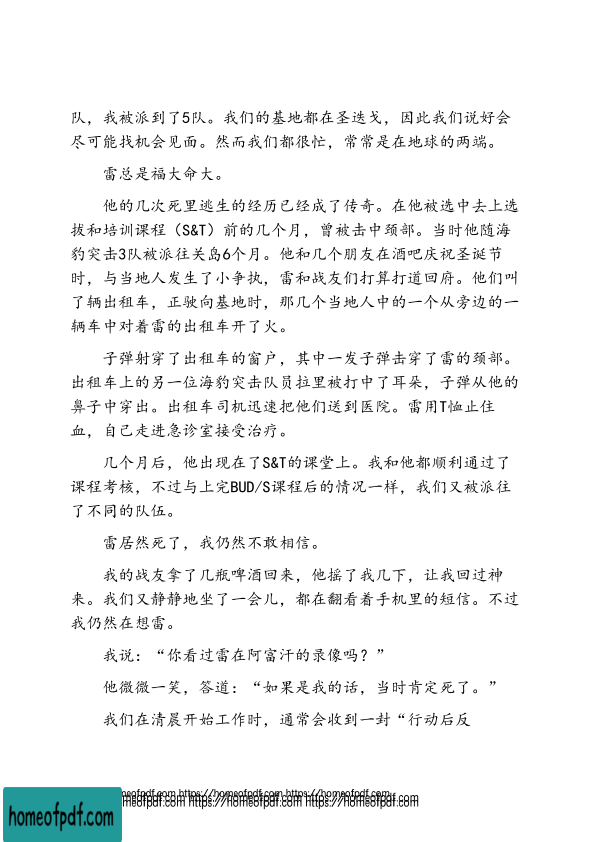 队，我被派到了5队。我们的基地都在圣迭戈，因此我们说好会
尽可能找机会见面。然而我们都很忙，常常是在地球的两端。
雷总是福大命大。
他的几次死里逃生的经历已经成了传奇。在他被选中去上选
拔和培训课程（S&T）前的几个月，曾被击中颈部。当时他随海
豹突击3队被派往关岛6个月。他和几个朋友在酒吧庆祝圣诞节
时，与当地人发生了小争执，雷和战友们打算打道回府。他们叫
了辆出租车，正驶向基地时，那几个当地人中的一个从旁边的一
辆车中对着雷的出租车开了火。
子弹射穿了出租车的窗户，其中一发子弹击穿了雷的颈部。
出租车上的另一位海豹突击队员拉里被打中了耳朵，子弹从他的
鼻子中穿出。出租车司机迅速把他们送到医院。雷用T恤止住
血，自己走进急诊室接受治疗。
几个月后，他出现在了S&T的课堂上。我和他都顺利通过了
课程考核，不过与上完BUD/S课程后的情况一样，我们又被派往
了不同的队伍。
雷居然死了，我仍然不敢相信。
我的战友拿了几瓶啤酒回来，他摇了我几下，让我回过神
来。我们又静静地坐了一会儿，都在翻看着手机里的短信。不过
我仍然在想雷。
我说：“你看过雷在阿富汗的录像吗？”
他微微一笑，答道：“如果是我的话，当时肯定死了。”
我们在清晨开始工作时，通常会收到一封“行动后反
homeofpdf.com https://homeofpdf.com https://homeofpdf.com
homeofpdf.com https://homeofpdf.com https://homeofpdf.com
homeofpdf.com